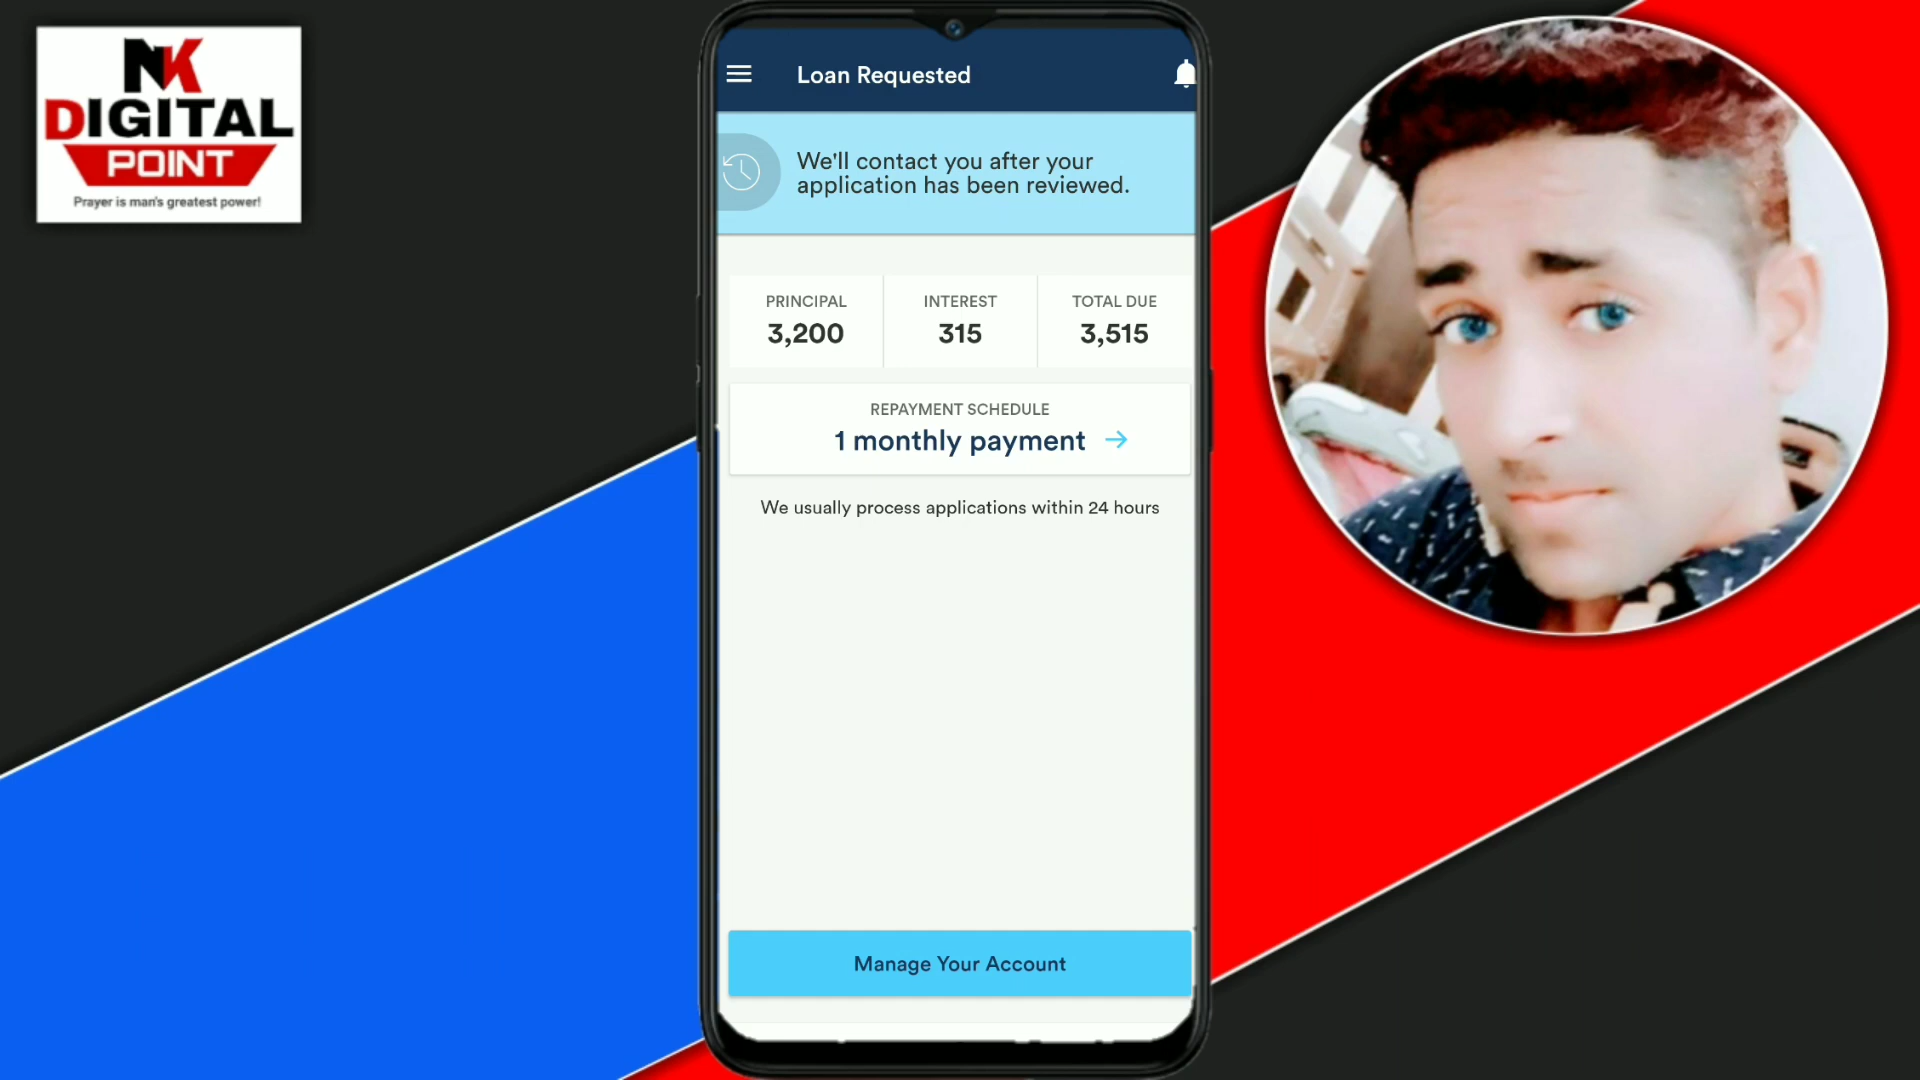 NK
DIGITAL
POINT
Prayer is man's greatest power!
Loan Requested
We'll contact you after your
application has been reviewed.
PRINCIPAL
3,200
INTEREST
315
TOTAL DUE
3,515
REPAYMENT SCHEDULE
1 monthly payment
We usually process applications within 24 hours
Manage Your Account